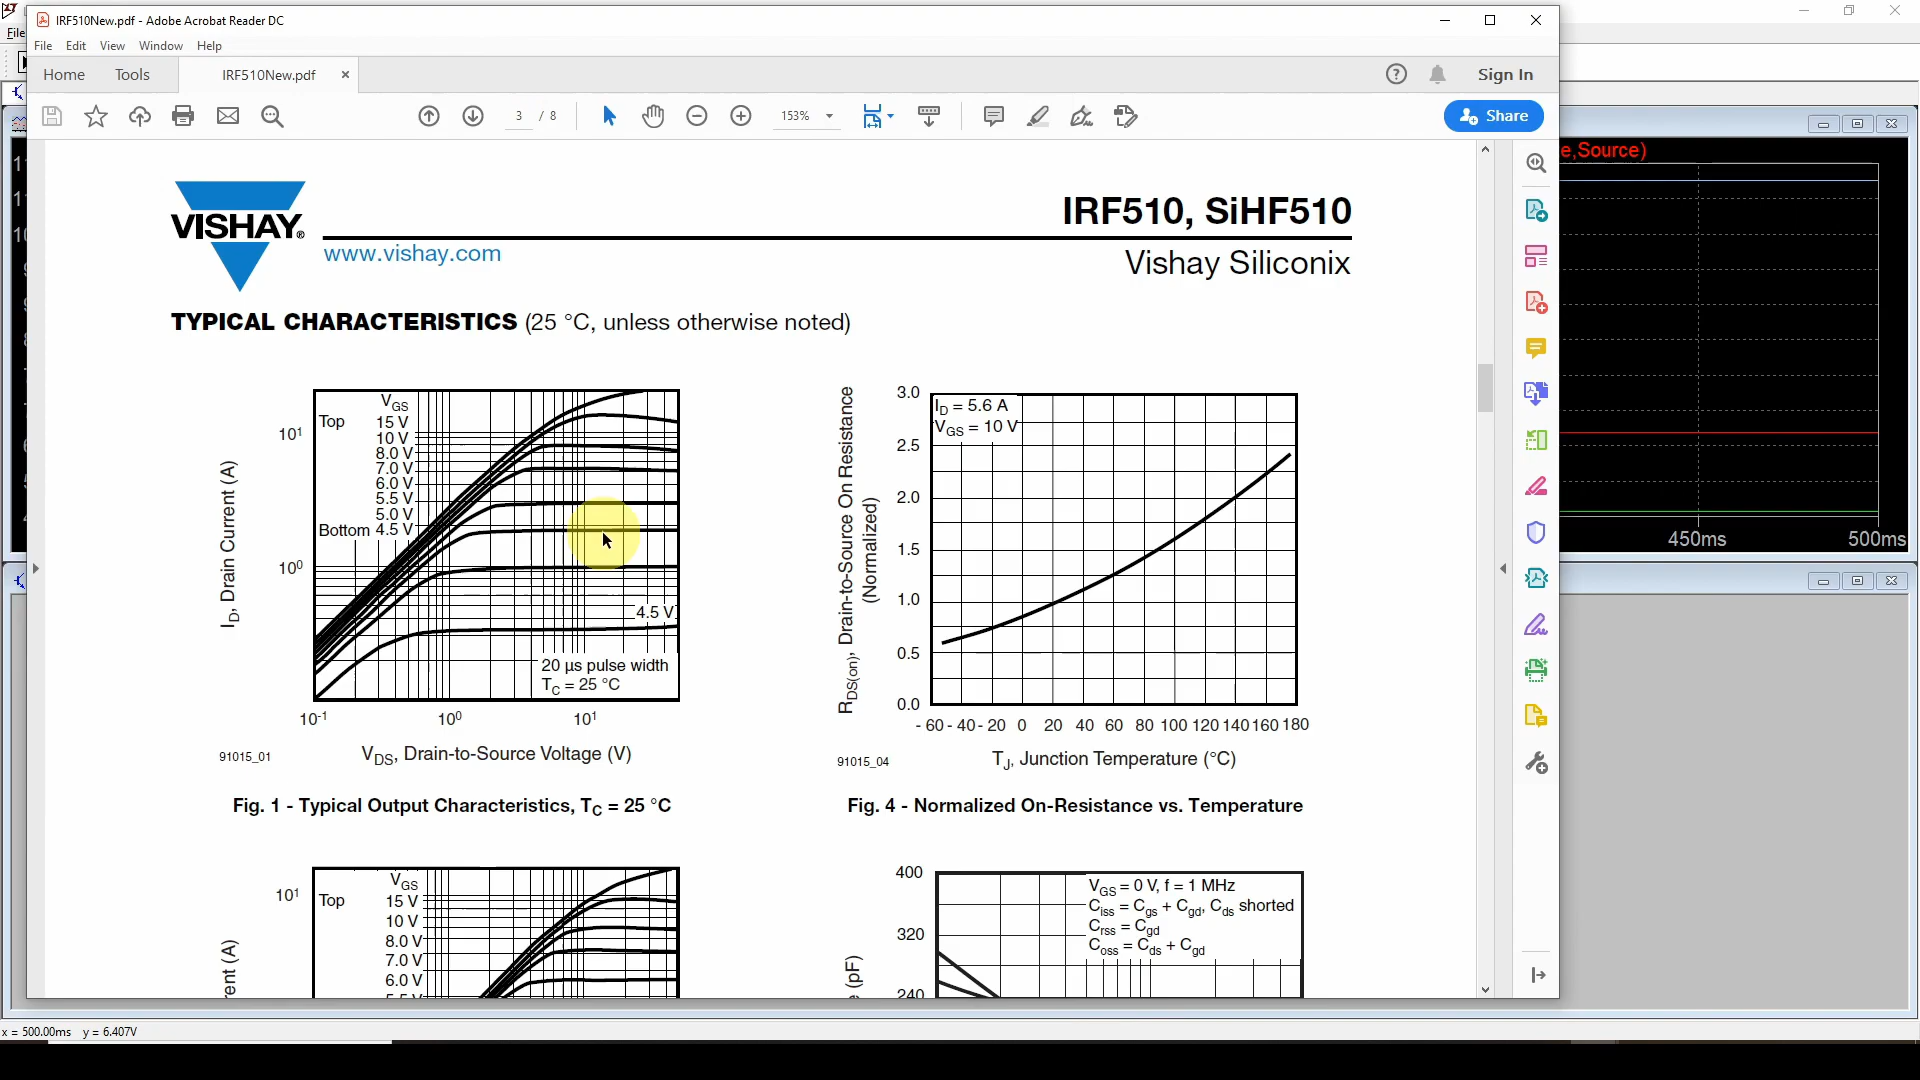 IRF510New.pdf - Adobe Acrobat Reader DC
File
File Edit View Window Help
Home Tools IRF510New.pdf × Sign In
3 / 8 153% Share
e,Source)
VISHAY®
www.vishay.com
IRF510, SiHF510
Vishay Siliconix
TYPICAL CHARACTERISTICS (25 °C, unless otherwise noted)
VGS
Top 15 V
10 V
8.0 V
7.0 V
6.0 V
5.5 V
5.0 V
Bottom 4.5 V
10¹
10⁰
ID, Drain Current (A)
4.5 V
20 µs pulse width
TC = 25 °C
10⁻¹ 10⁰ 10¹
91015_01
VDS, Drain-to-Source Voltage (V)
Fig. 1 - Typical Output Characteristics, TC = 25 °C
ID = 5.6 A
VGS = 10 V
3.0
2.5
2.0
1.5
1.0
0.5
0.0
RDS(on), Drain-to-Source On Resistance
(Normalized)
- 60 - 40 - 20 0 20 40 60 80 100 120 140 160 180
91015_04
TJ, Junction Temperature (°C)
Fig. 4 - Normalized On-Resistance vs. Temperature
450ms 500ms
10¹
VGS
Top 15 V
10 V
8.0 V
7.0 V
6.0 V
rent (A)
400
320
240
e (pF)
VGS = 0 V, f = 1 MHz
Ciss = Cgs + Cgd, Cds shorted
Crss = Cgd
Coss = Cds + Cgd
x = 500.00ms y = 6.407V